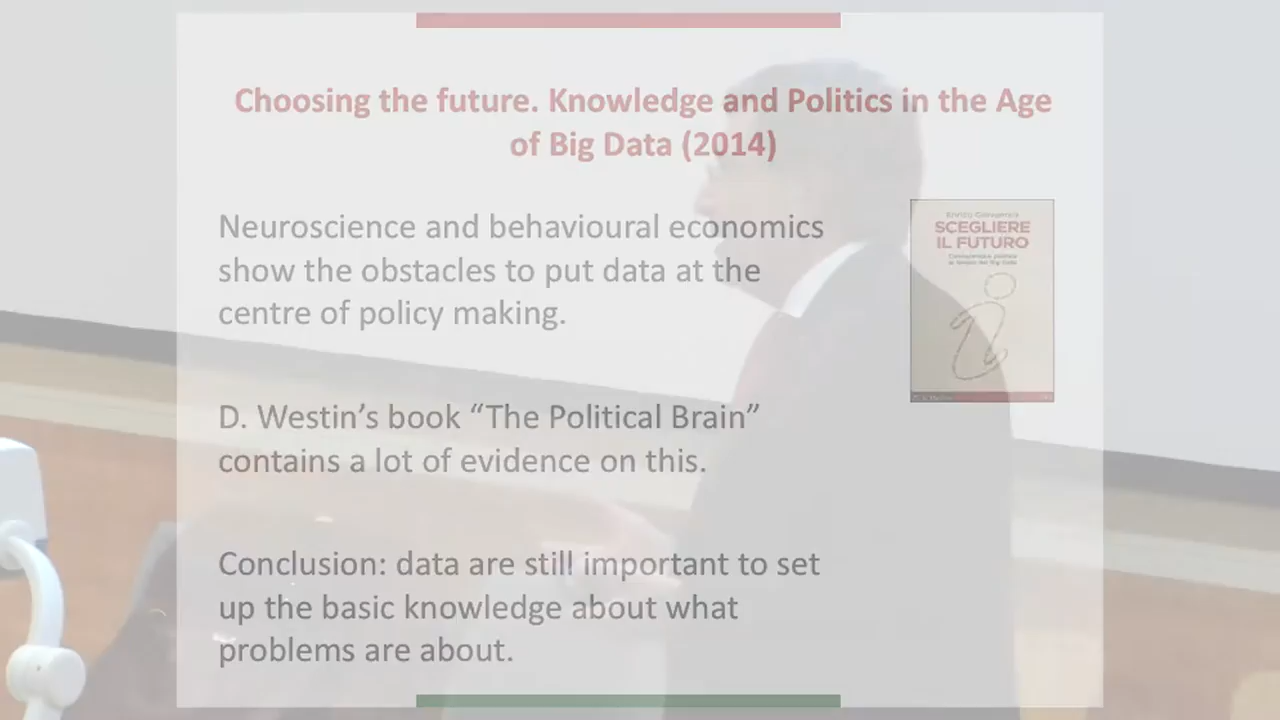 Choosing the future. Knowledge and Politics in the Age
of Big Data (2014)
Neuroscience and behavioural economics
show the obstacles to put data at the
centre of policy making.
Enrico Giovannini
SCEGLIERE
IL FUTURO
D. Westin’s book “The Political Brain”
contains a lot of evidence on this.
Conclusion: data are still important to set
up the basic knowledge about what
problems are about.